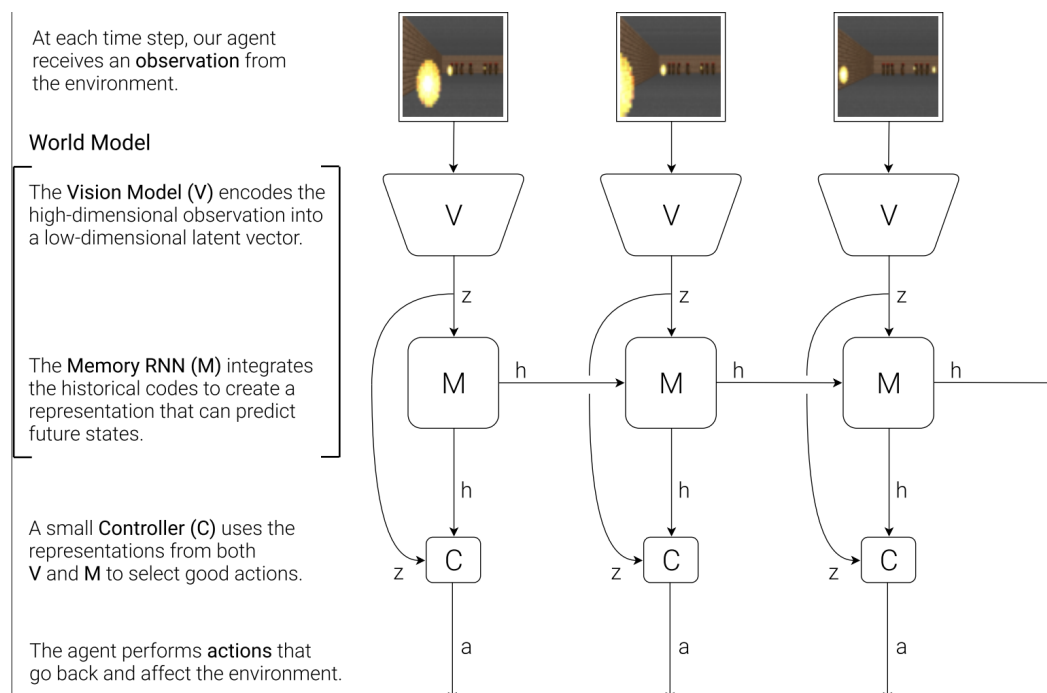 At each time step, our agent
receives an observation from
the environment.
World Model
The Vision Model (V) encodes the
high-dimensional observation into
a low-dimensional latent vector.
V
V
V
z
z
z
The Memory RNN (M) integrates
the historical codes to create a
representation that can predict
future states.
M
h
M
h
M
h
h
h
h
A small Controller (C) uses the
representations from both
V and M to select good actions.
z
C
z
C
z
C
The agent performs actions that
go back and affect the environment.
a
a
a